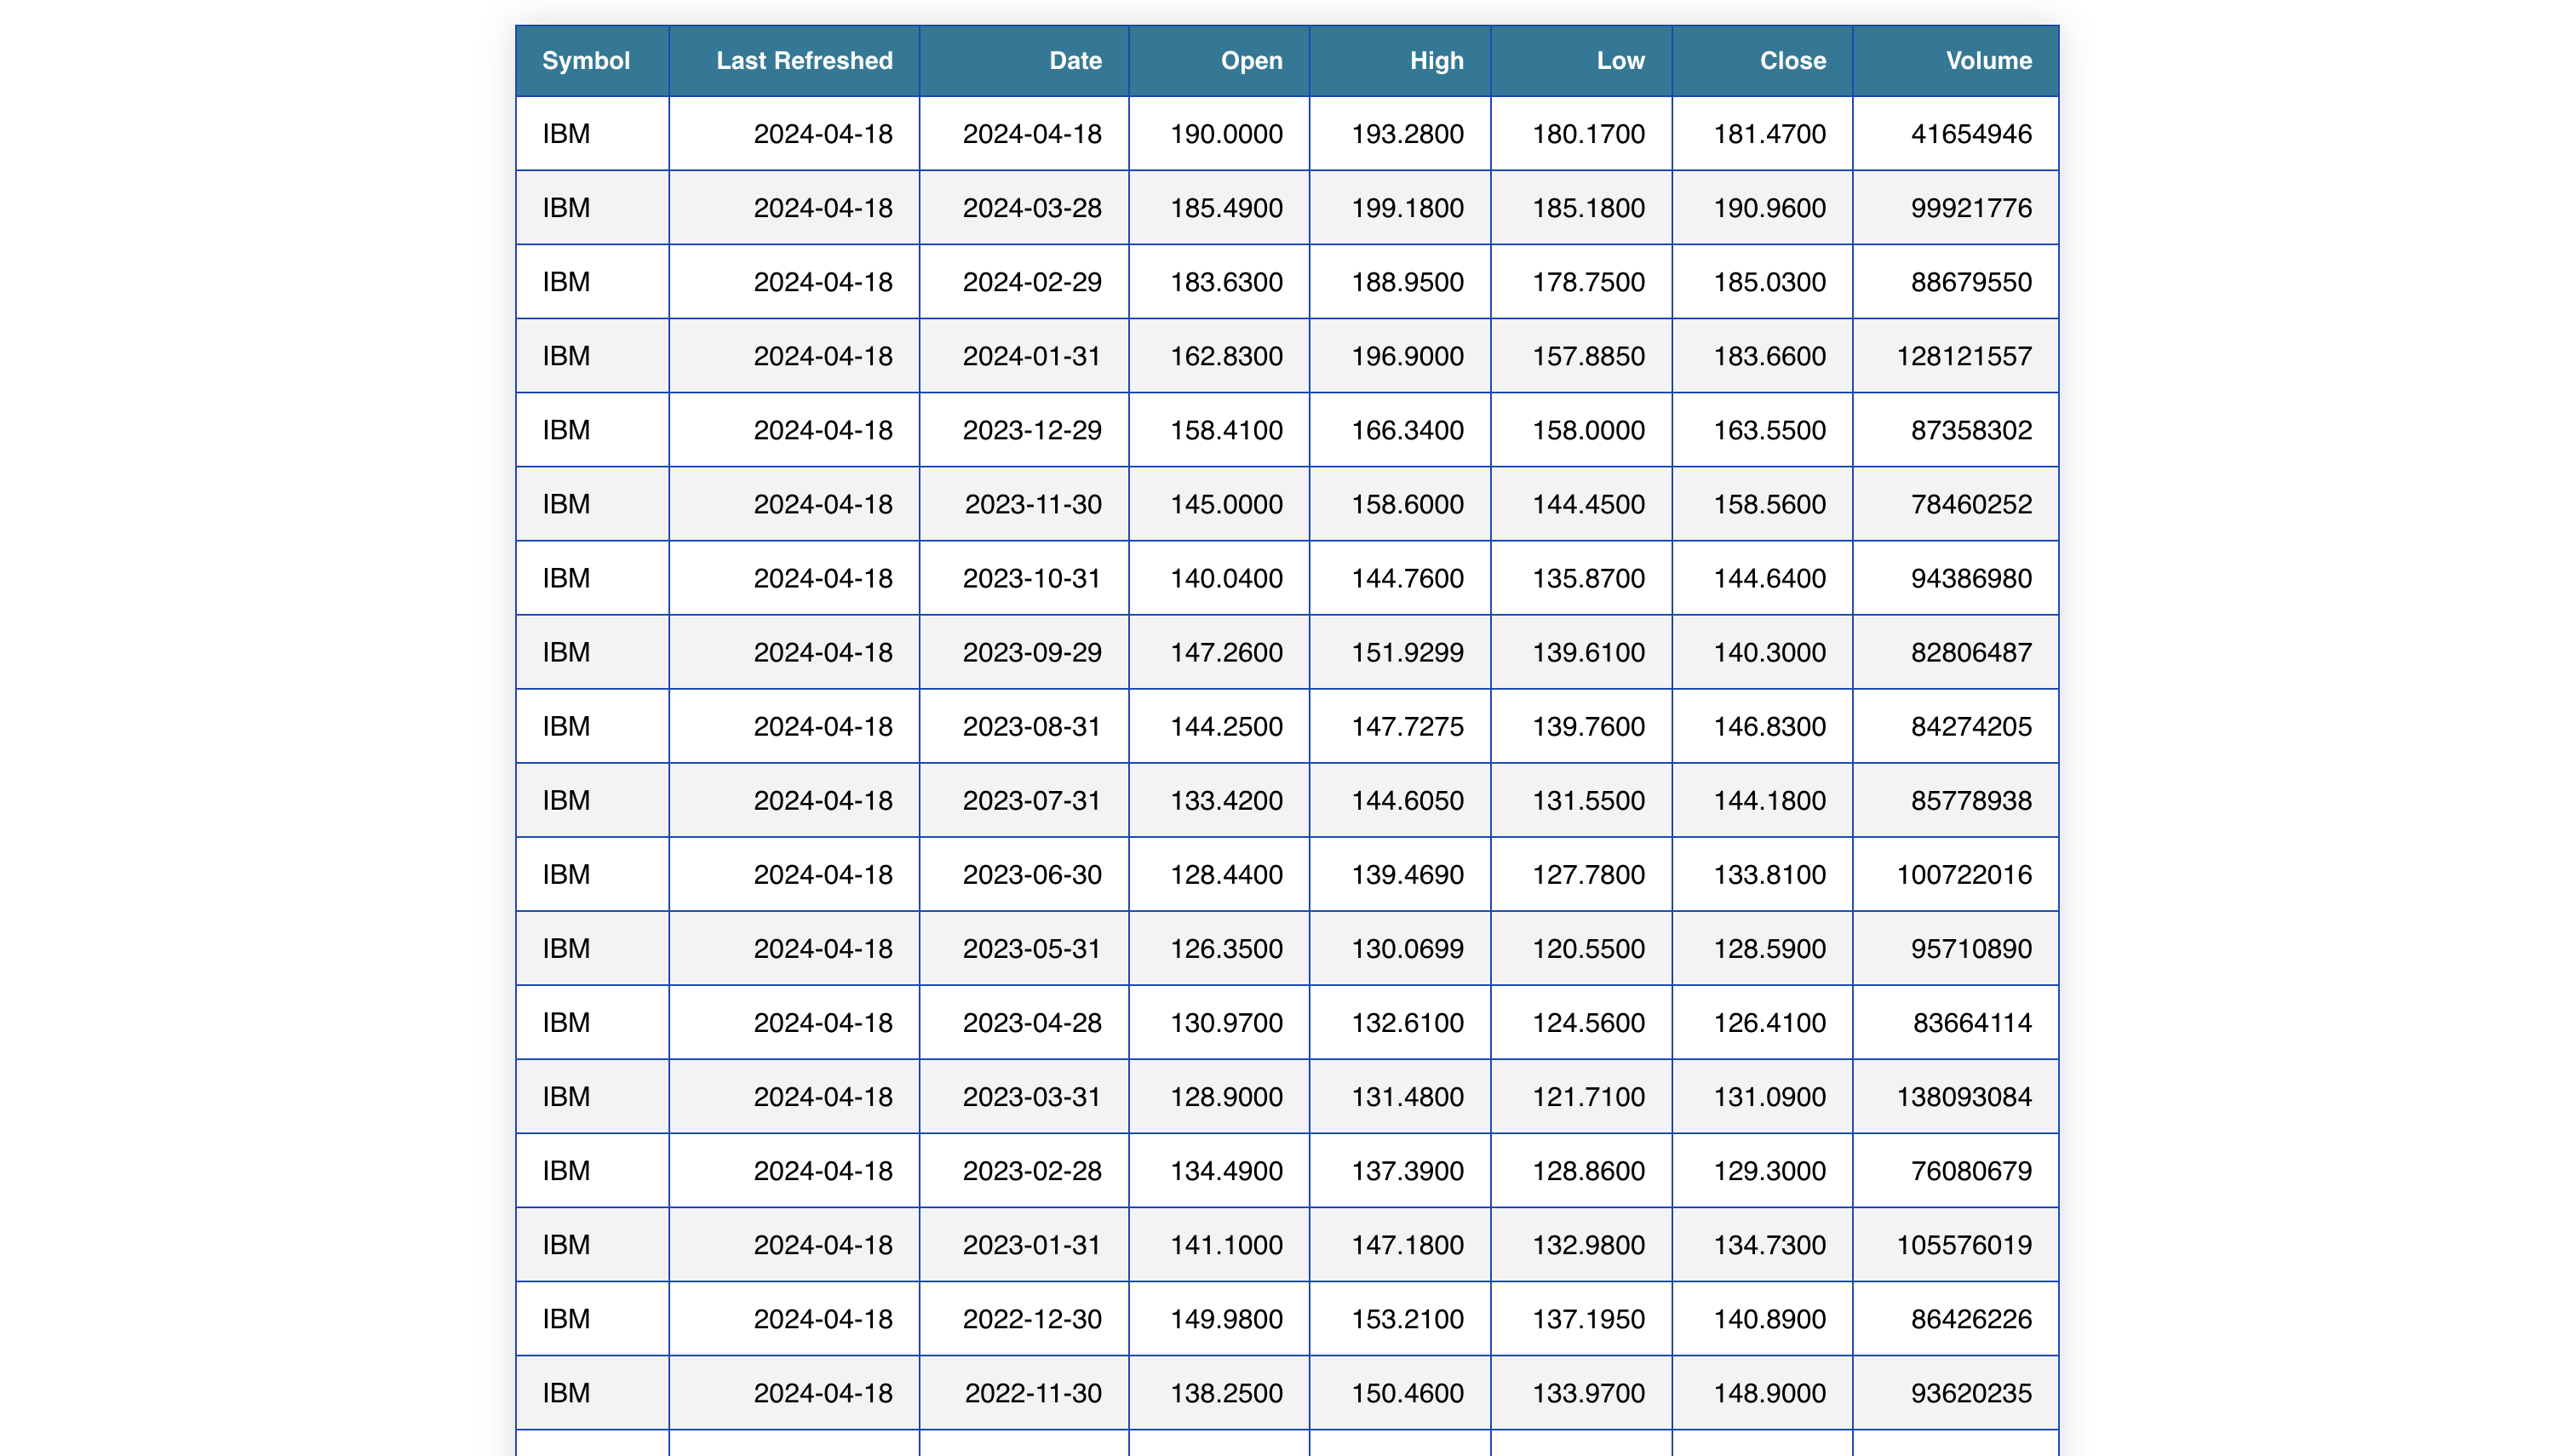 Symbol Last Refreshed Date Open High Low Close Volume
IBM 2024-04-18 2024-04-18 190.0000 193.2800 180.1700 181.4700 41654946
IBM 2024-04-18 2024-03-28 185.4900 199.1800 185.1800 190.9600 99921776
IBM 2024-04-18 2024-02-29 183.6300 188.9500 178.7500 185.0300 88679550
IBM 2024-04-18 2024-01-31 162.8300 196.9000 157.8850 183.6600 128121557
IBM 2024-04-18 2023-12-29 158.4100 166.3400 158.0000 163.5500 87358302
IBM 2024-04-18 2023-11-30 145.0000 158.6000 144.4500 158.5600 78460252
IBM 2024-04-18 2023-10-31 140.0400 144.7600 135.8700 144.6400 94386980
IBM 2024-04-18 2023-09-29 147.2600 151.9299 139.6100 140.3000 82806487
IBM 2024-04-18 2023-08-31 144.2500 147.7275 139.7600 146.8300 84274205
IBM 2024-04-18 2023-07-31 133.4200 144.6050 131.5500 144.1800 85778938
IBM 2024-04-18 2023-06-30 128.4400 139.4690 127.7800 133.8100 100722016
IBM 2024-04-18 2023-05-31 126.3500 130.0699 120.5500 128.5900 95710890
IBM 2024-04-18 2023-04-28 130.9700 132.6100 124.5600 126.4100 83664114
IBM 2024-04-18 2023-03-31 128.9000 131.4800 121.7100 131.0900 138093084
IBM 2024-04-18 2023-02-28 134.4900 137.3900 128.8600 129.3000 76080679
IBM 2024-04-18 2023-01-31 141.1000 147.1800 132.9800 134.7300 105576019
IBM 2024-04-18 2022-12-30 149.9800 153.2100 137.1950 140.8900 86426226
IBM 2024-04-18 2022-11-30 138.2500 150.4600 133.9700 148.9000 93620235